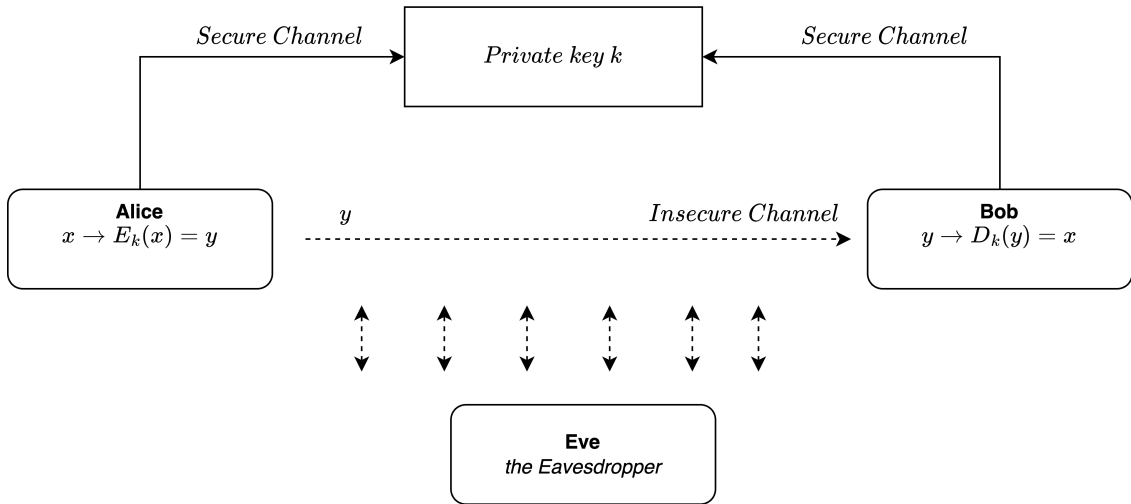 Secure Channel
Private key k
Secure Channel
Alice
x → E_k(x) = y
y
Insecure Channel
Bob
y → D_k(y) = x
Eve
the Eavesdropper